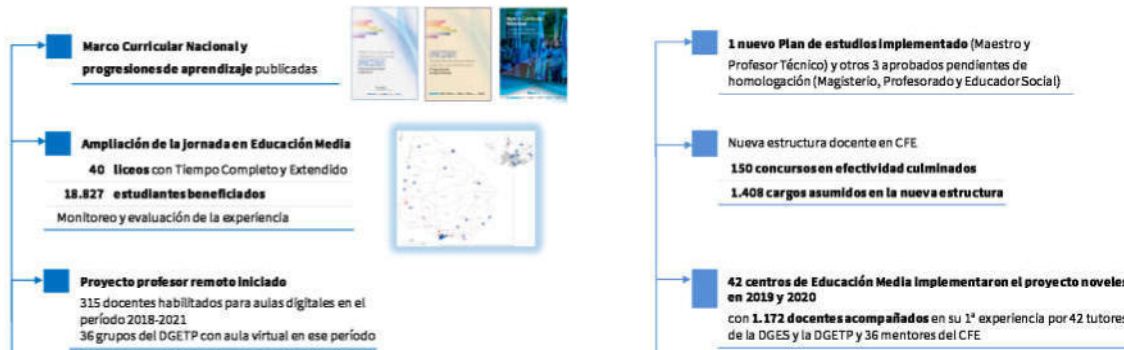 Marco Curricular Nacional y
progresiones de aprendizaje publicadas
Ampliación de la jornada en Educación Media
40 liceos con Tiempo Completo y Extendido
18.827 estudiantes beneficiados
Monitoreo y evaluación de la experiencia
Proyecto profesor remoto iniciado
315 docentes habilitados para aulas digitales en el
período 2018-2021
36 grupos del DGETP con aula virtual en ese período
1 nuevo Plan de estudios implementado (Maestro y
Profesor Técnico) y otros 3 aprobados pendientes de
homologación (Magisterio, Profesorado y Educador Social)
Nueva estructura docente en CFE
150 concursos en efectividad culminados
1.408 cargos asumidos en la nueva estructura
42 centros de Educación Media implementaron el proyecto noveles
en 2019 y 2020
con 1.172 docentes acompañados en su 1ª experiencia por 42 tutores
de la DGES y la DGETP y 36 mentores del CFE